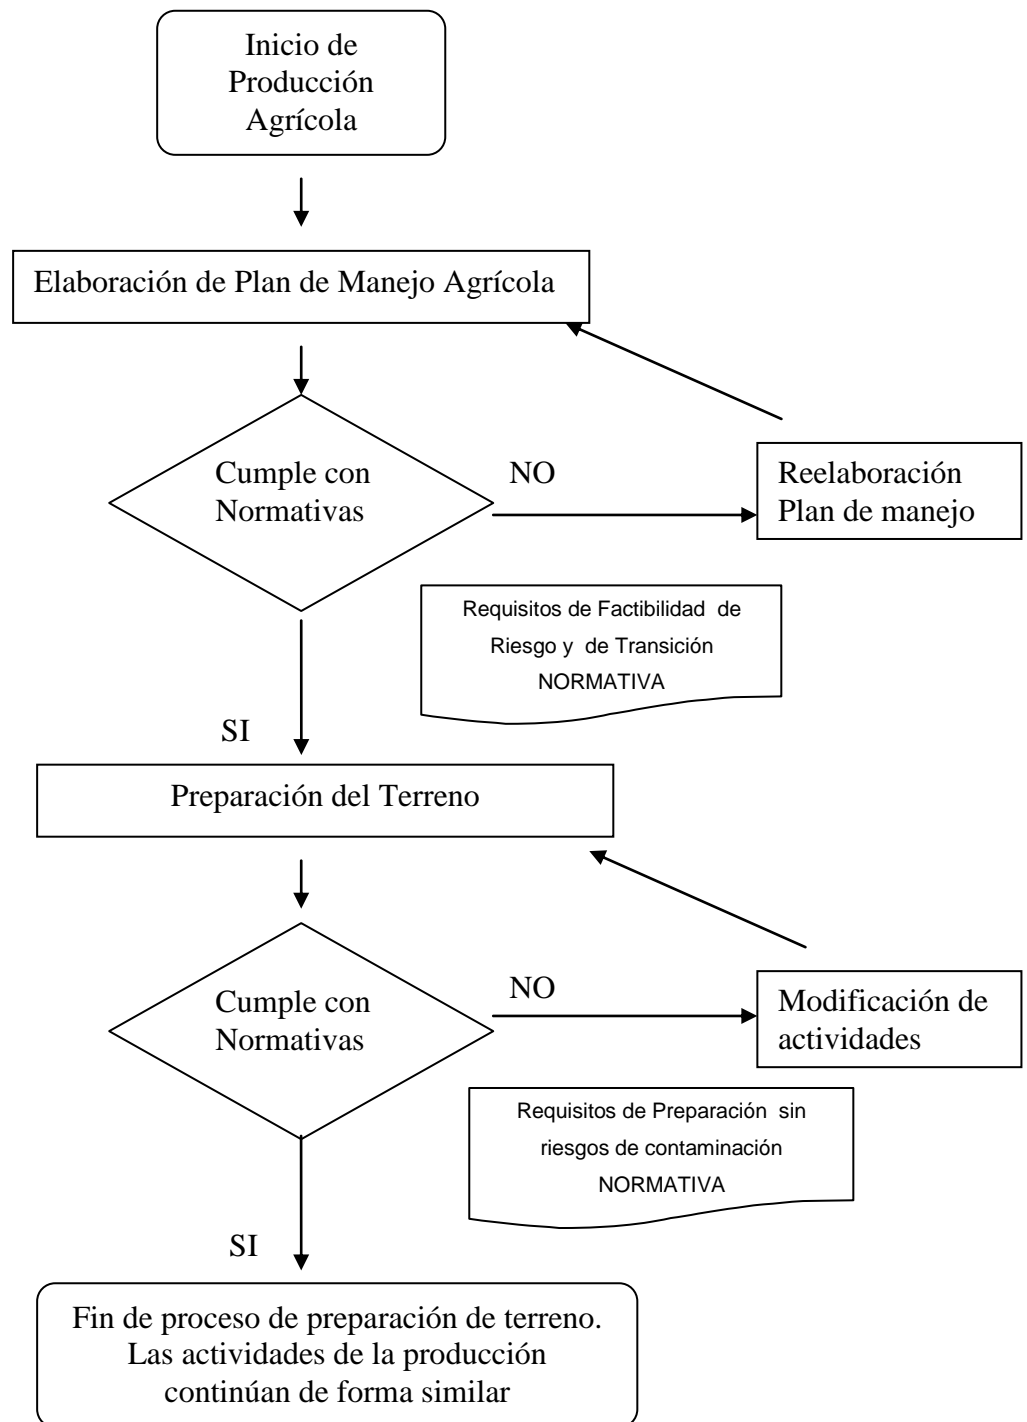 Inicio de
Producción
Agrícola
Elaboración de Plan de Manejo Agrícola
Cumple con
Normativas
NO
Reelaboración
Plan de manejo
Requisitos de Factibilidad de
Riesgo y de Transición
NORMATIVA
SI
Preparación del Terreno
Cumple con
Normativas
NO
Modificación de
actividades
Requisitos de Preparación sin
riesgos de contaminación
NORMATIVA
SI
Fin de proceso de preparación de terreno.
Las actividades de la producción
continúan de forma similar